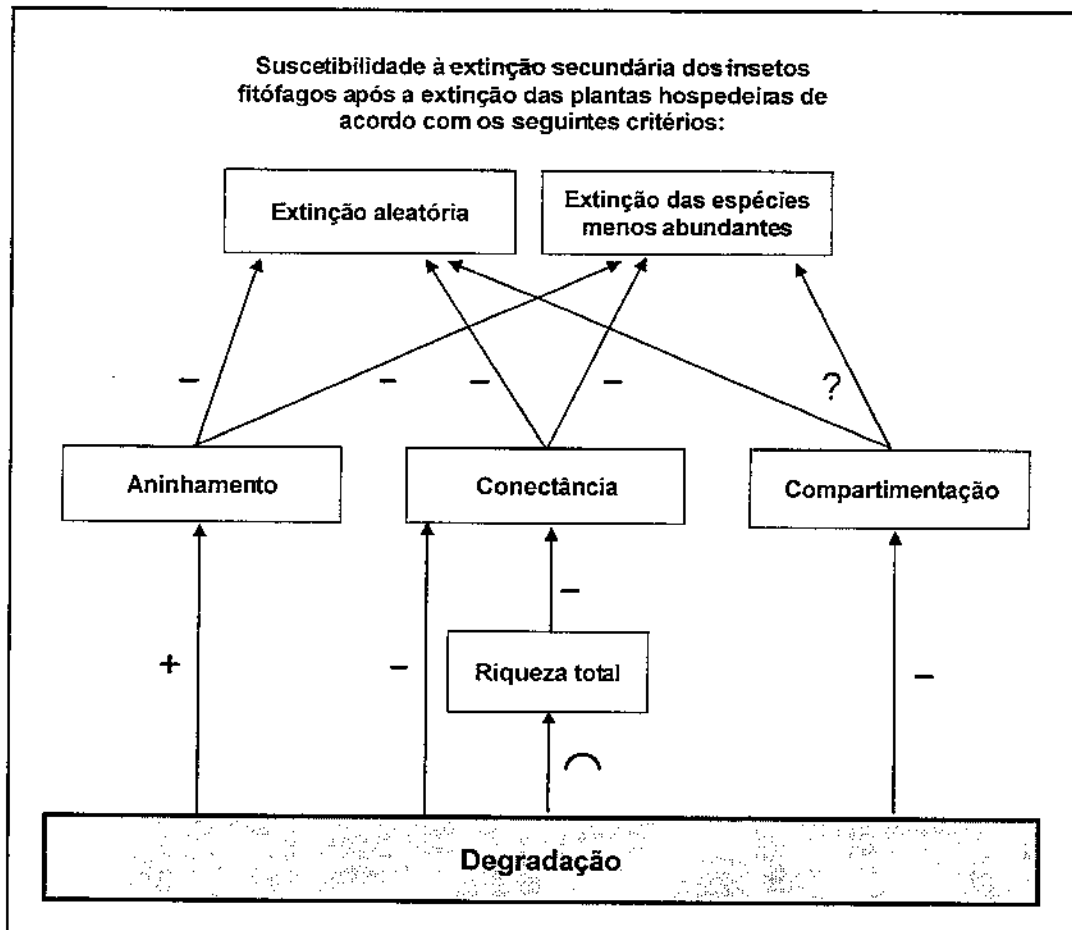 Suscetibilidade à extinção secundária dos insetos
fitófagos após a extinção das plantas hospedeiras de
acordo com os seguintes critérios:
Extinção aleatória
Extinção das espécies
menos abundantes
– – – – ?
Aninhamento
Conectância
Compartimentação
–
+ – –
Riqueza total
Degradação